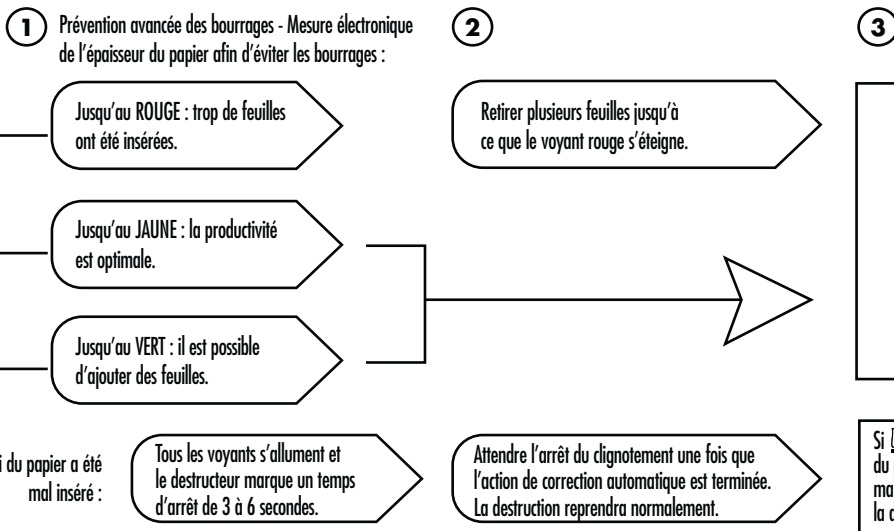 1 Prévention avancée des bourrages - Mesure électronique
de l'épaisseur du papier afin d'éviter les bourrages :
2
3
Jusqu'au ROUGE : trop de feuilles
ont été insérées.
Retirer plusieurs feuilles jusqu'à
ce que le voyant rouge s'éteigne.
Jusqu'au JAUNE : la productivité
est optimale.
Jusqu'au VERT : il est possible
d'ajouter des feuilles.
i du papier a été
mal inséré :
Tous les voyants s'allument et
le destructeur marque un temps
d'arrêt de 3 à 6 secondes.
Attendre l'arrêt du clignotement une fois que
l'action de correction automatique est terminée.
La destruction reprendra normalement.
Si
du
ma
la